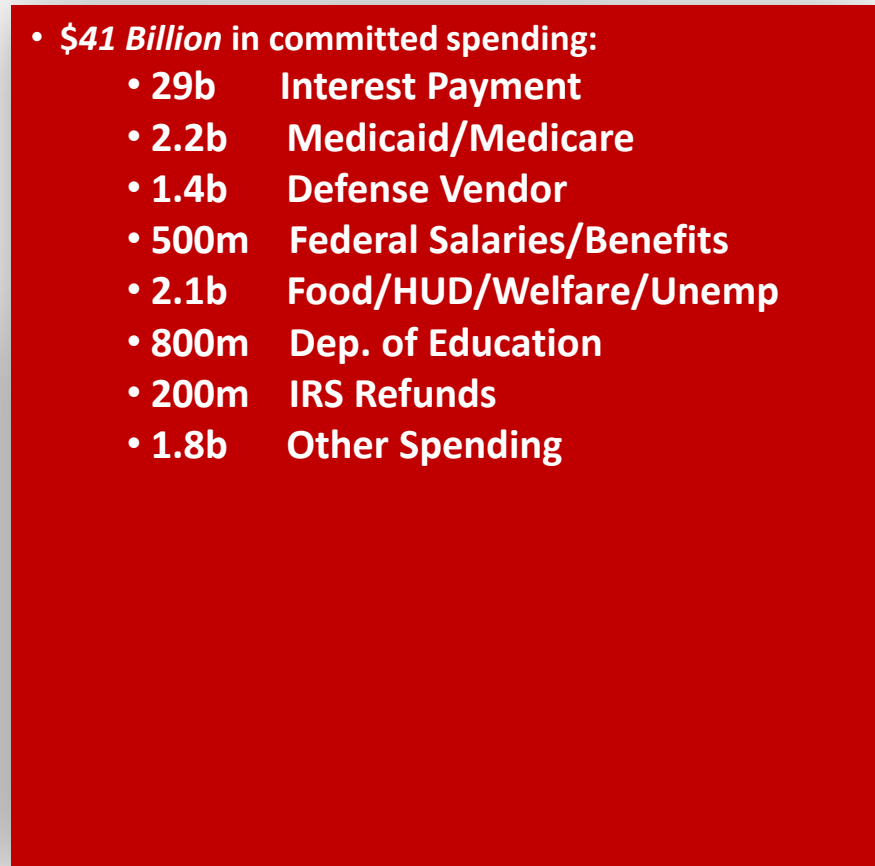 • $41 Billion in committed spending:
• 29b Interest Payment
• 2.2b Medicaid/Medicare
• 1.4b Defense Vendor
• 500m Federal Salaries/Benefits
• 2.1b Food/HUD/Welfare/Unemp
• 800m Dep. of Education
• 200m IRS Refunds
• 1.8b Other Spending